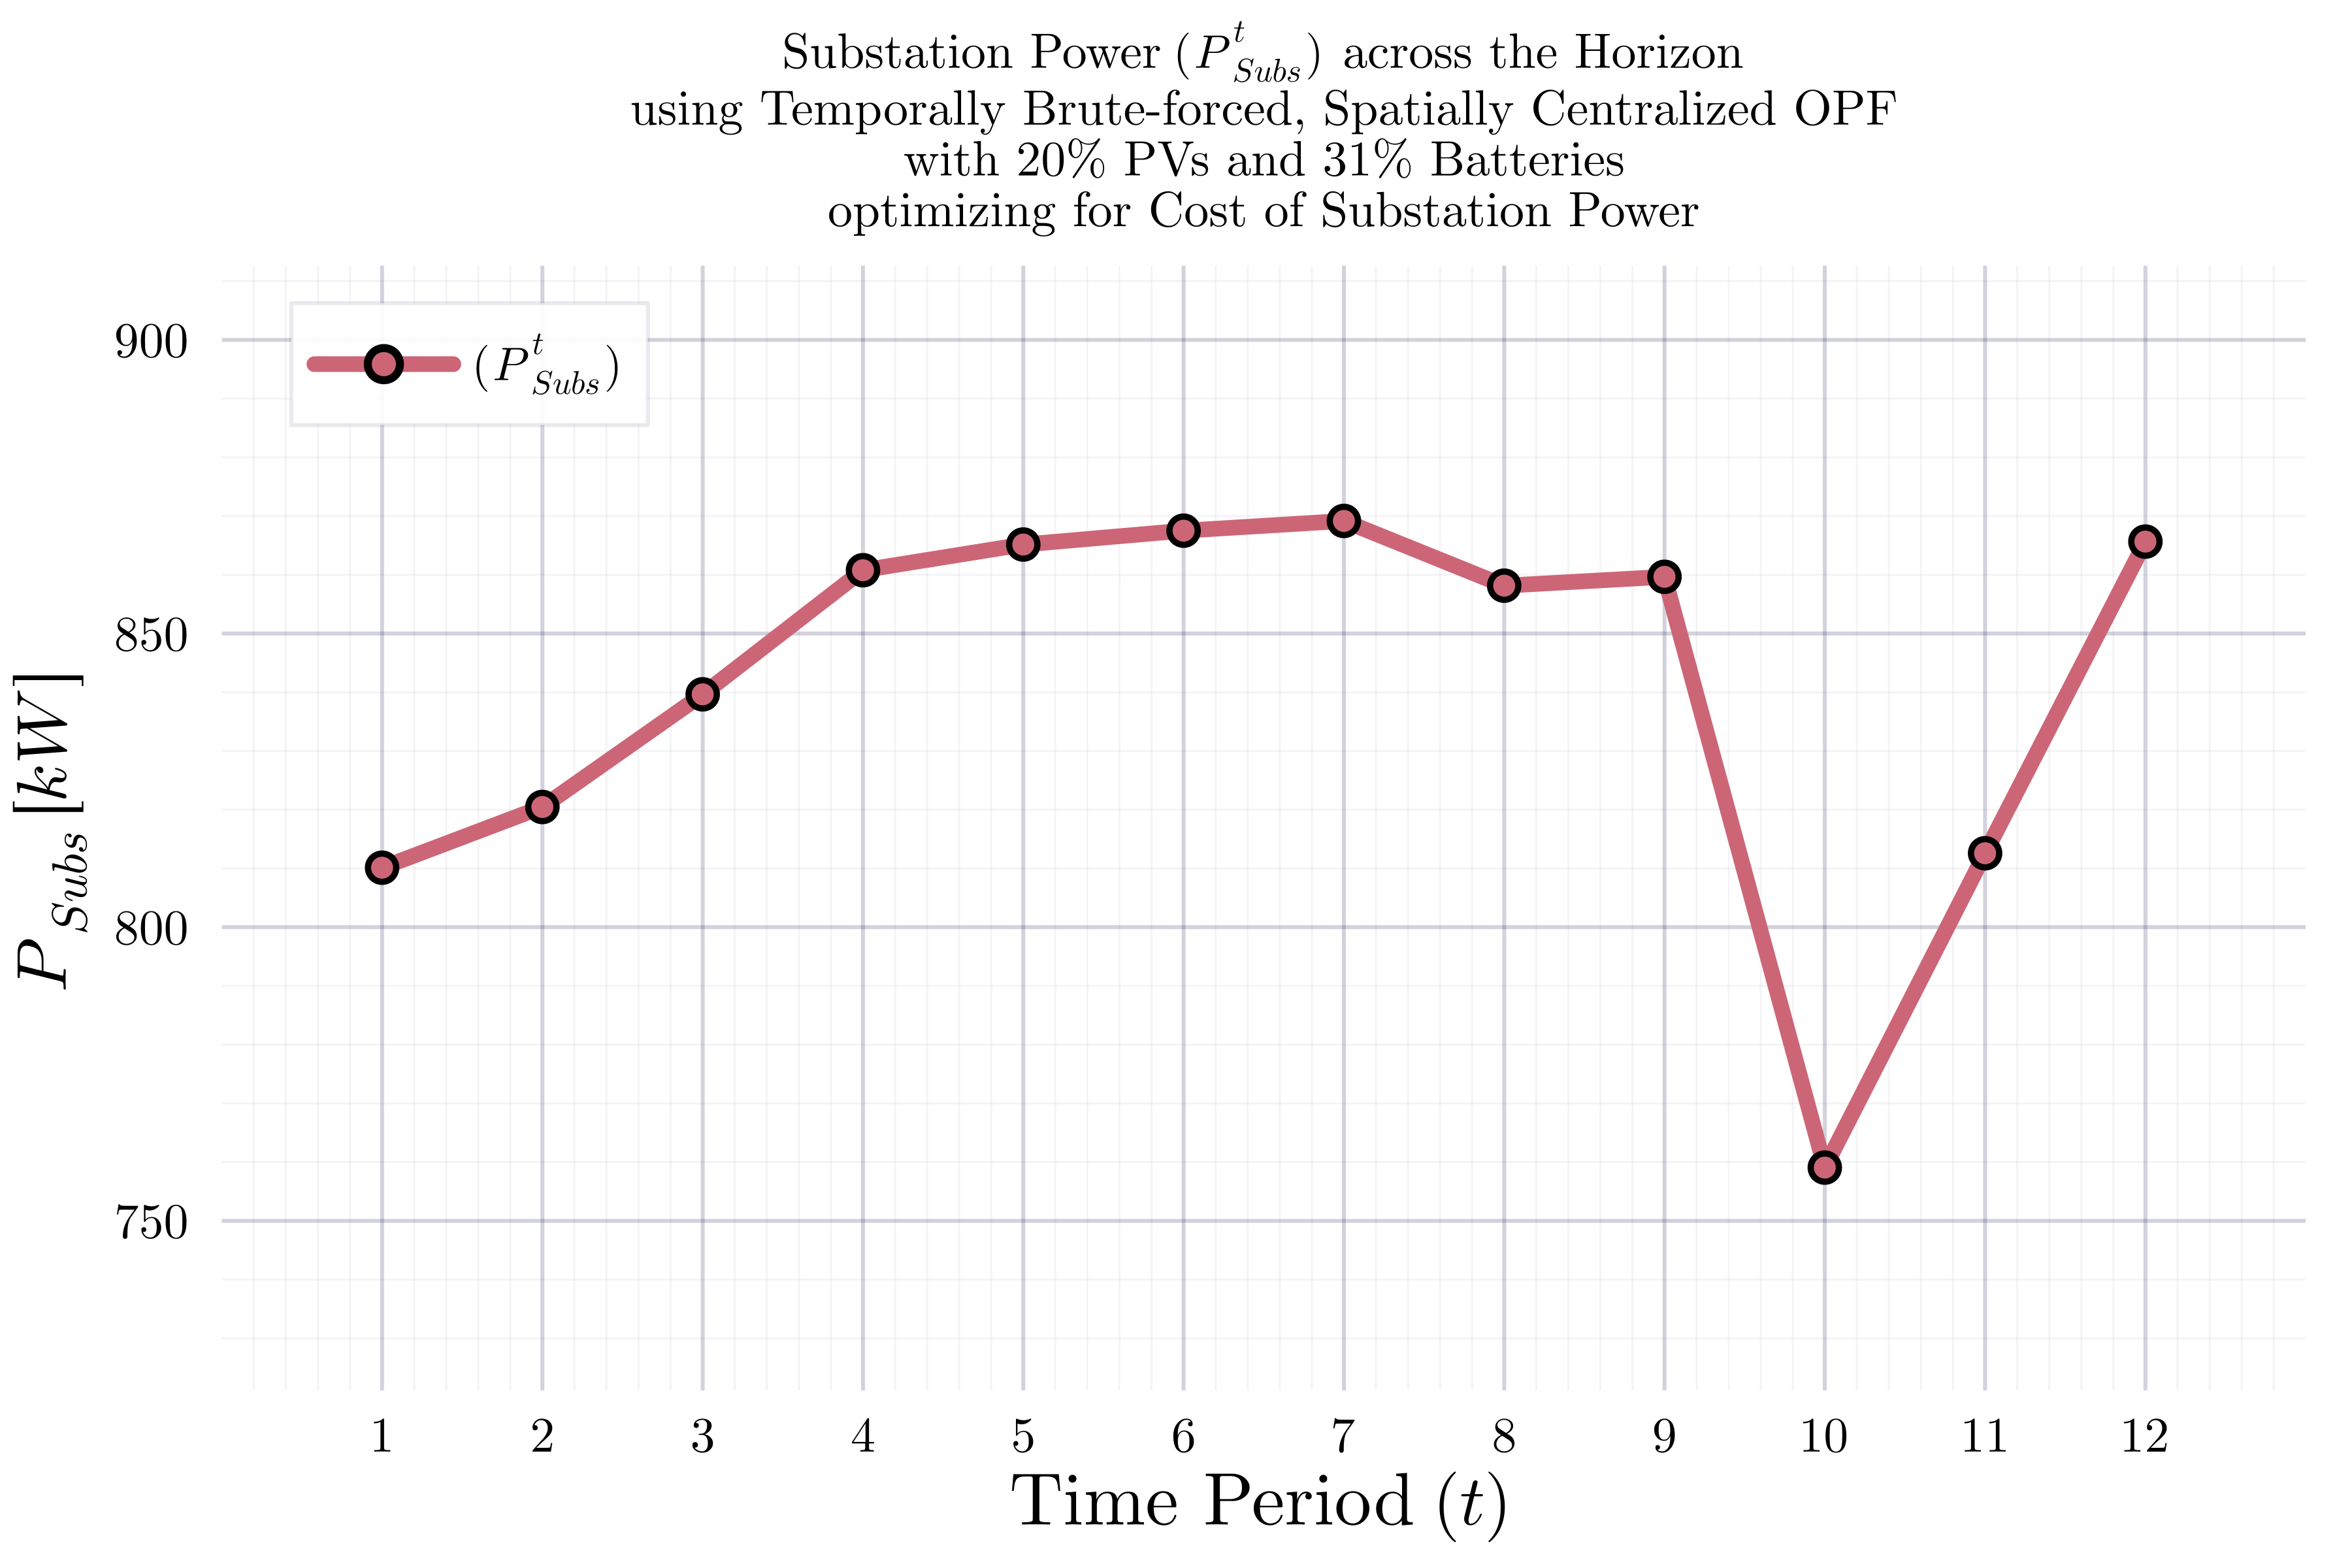 Substation Power (P^t_Subs) across the Horizon
using Temporally Brute-forced, Spatially Centralized OPF
with 20% PVs and 31% Batteries
optimizing for Cost of Substation Power
(P^t_Subs)
900
850
800
750
P_Subs [kW]
1 2 3 4 5 6 7 8 9 10 11 12
Time Period (t)